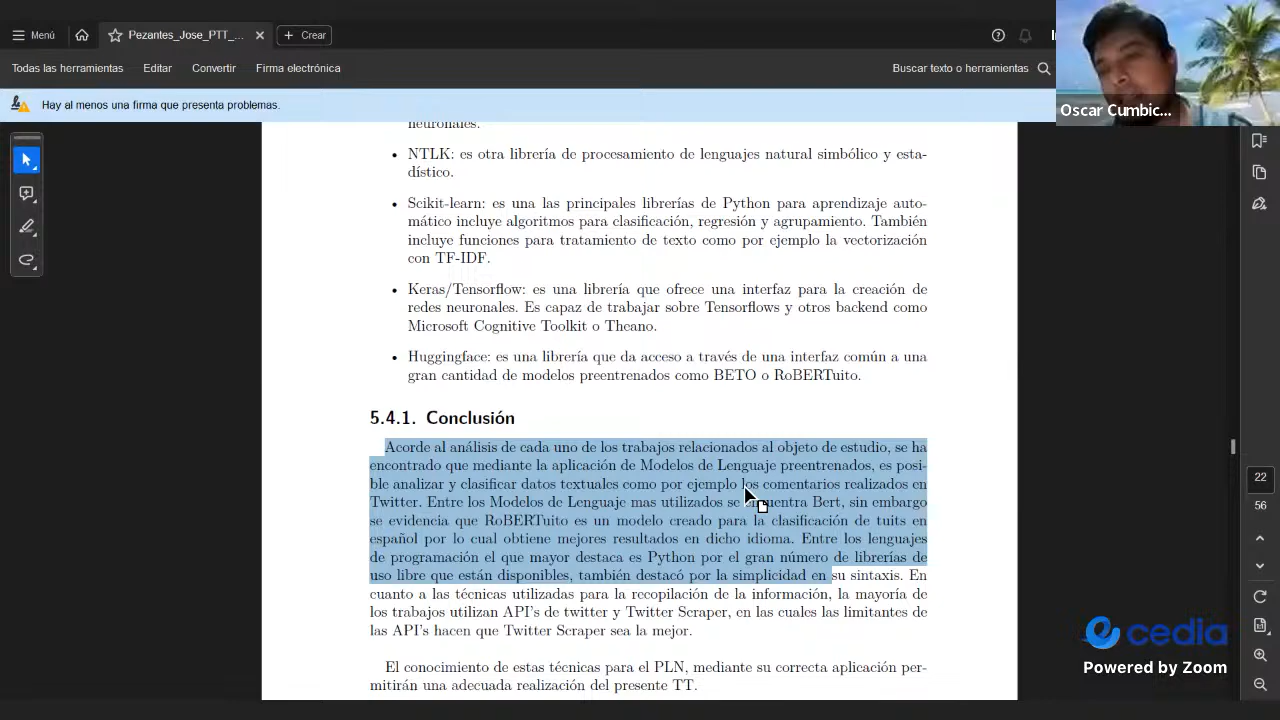 Menú
Pezantes_Jose_PTT_...
Crear
Todas las herramientas
Editar
Convertir
Firma electrónica
Buscar texto o herramientas
Oscar Cumbic...
Hay al menos una firma que presenta problemas.
neuronales.
• NTLK: es otra librería de procesamiento de lenguajes natural simbólico y esta-
dístico.
• Scikit-learn: es una las principales librerías de Python para aprendizaje auto-
mático incluye algoritmos para clasificación, regresión y agrupamiento. También
incluye funciones para tratamiento de texto como por ejemplo la vectorización
con TF-IDF.
• Keras/Tensorflow: es una librería que ofrece una interfaz para la creación de
redes neuronales. Es capaz de trabajar sobre Tensorflows y otros backend como
Microsoft Cognitive Toolkit o Theano.
• Huggingface: es una librería que da acceso a través de una interfaz común a una
gran cantidad de modelos preentrenados como BETO o RoBERTuito.
5.4.1. Conclusión
Acorde al análisis de cada uno de los trabajos relacionados al objeto de estudio, se ha
encontrado que mediante la aplicación de Modelos de Lenguaje preentrenados, es posi-
ble analizar y clasificar datos textuales como por ejemplo los comentarios realizados en
Twitter. Entre los Modelos de Lenguaje mas utilizados se encuentra Bert, sin embargo
se evidencia que RoBERTuito es un modelo creado para la clasificación de tuits en
español por lo cual obtiene mejores resultados en dicho idioma. Entre los lenguajes
de programación el que mayor destaca es Python por el gran número de librerías de
uso libre que están disponibles, también destacó por la simplicidad en su sintaxis. En
cuanto a las técnicas utilizadas para la recopilación de la información, la mayoría de
los trabajos utilizan API's de twitter y Twitter Scraper, en las cuales las limitantes de
las API's hacen que Twitter Scraper sea la mejor.
El conocimiento de estas técnicas para el PLN, mediante su correcta aplicación per-
mitirán una adecuada realización del presente TT.
22
56
cedia
Powered by Zoom